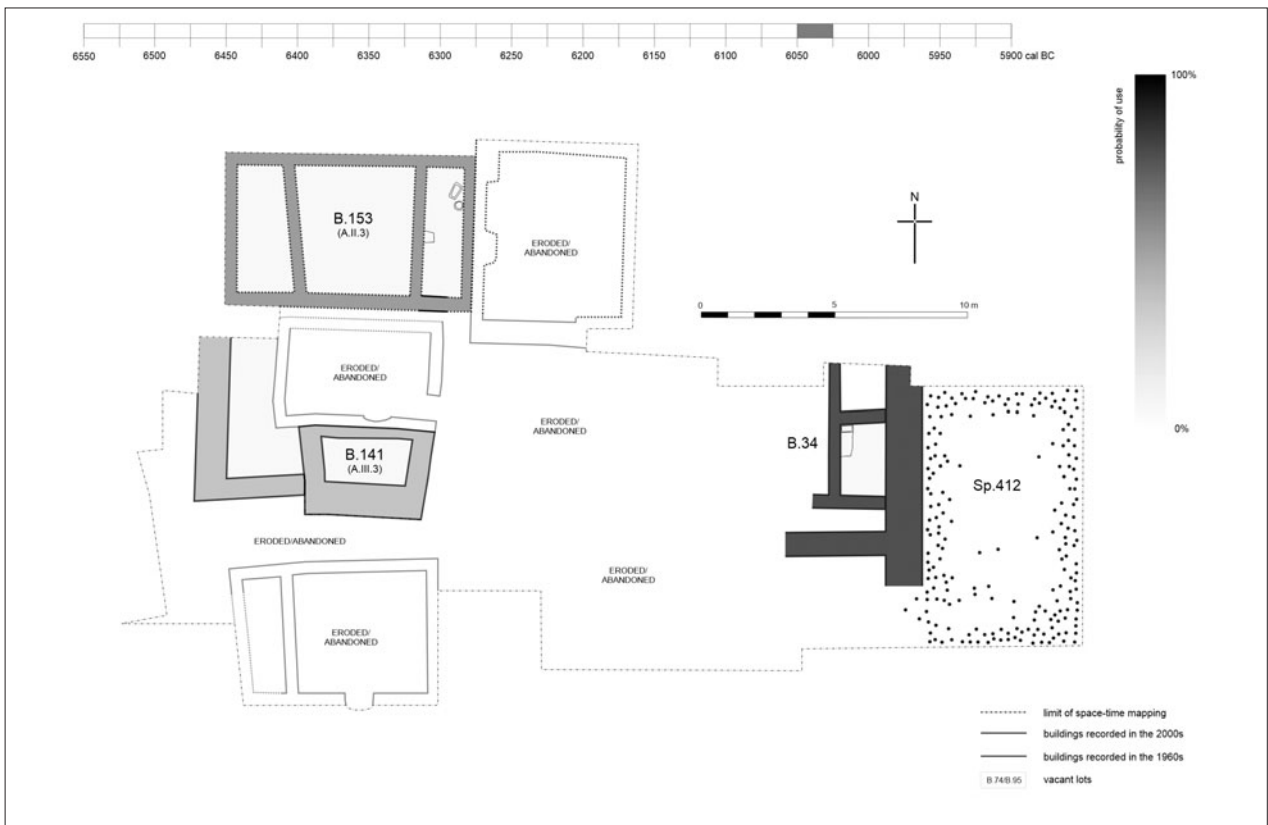 6550 6500 6450 6400 6350 6300 6250 6200 6150 6100 6050 6000 5950 5900 cal BC
100%
probability of use
0%
N
0 5 10 m
B.153
(A.II.3)
ERODED/
ABANDONED
ERODED/
ABANDONED
ERODED/
ABANDONED
B.34
B.141
(A.III.3)
Sp.412
ERODED/ABANDONED
ERODED/
ABANDONED
ERODED/
ABANDONED
limit of space-time mapping
buildings recorded in the 2000s
buildings recorded in the 1960s
B.74/B.95 vacant lots